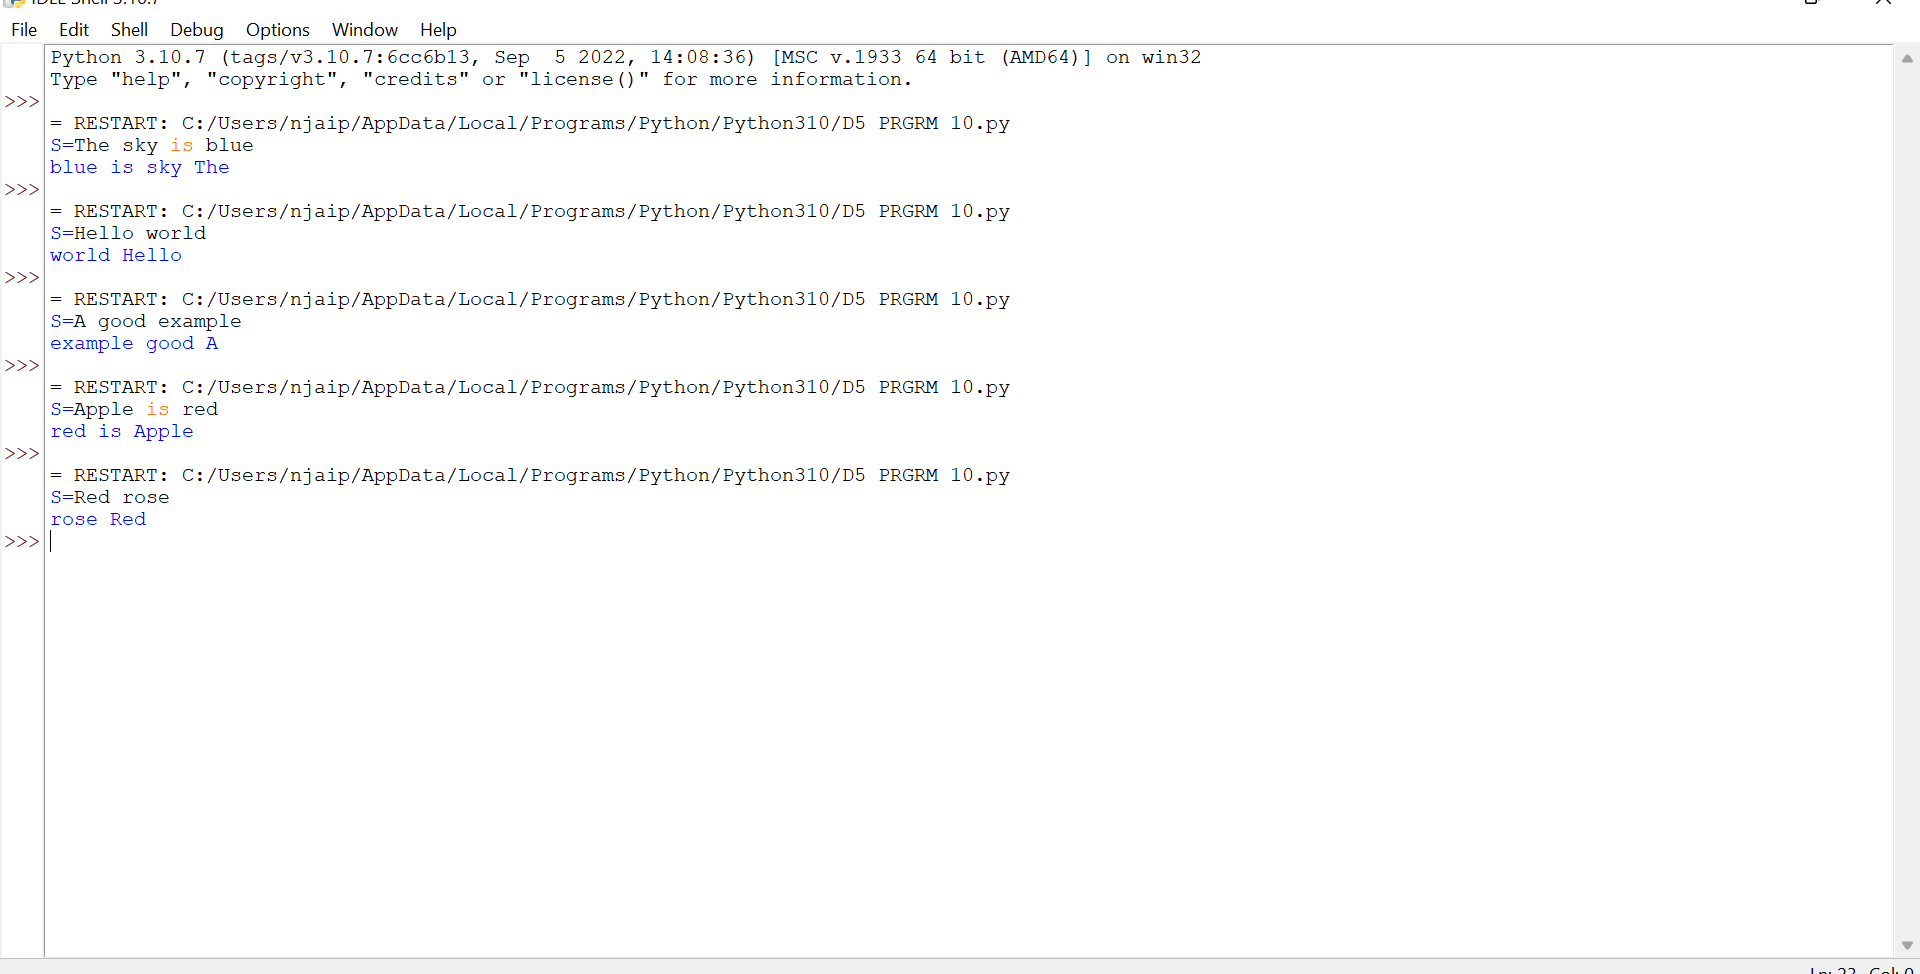 IDLE Shell 3.10.7
File Edit Shell Debug Options Window Help
Python 3.10.7 (tags/v3.10.7:6cc6b13, Sep  5 2022, 14:08:36) [MSC v.1933 64 bit (AMD64)] on win32
Type "help", "copyright", "credits" or "license()" for more information.
>>>
= RESTART: C:/Users/njaip/AppData/Local/Programs/Python/Python310/D5 PRGRM 10.py
S=The sky is blue
blue is sky The
>>>
= RESTART: C:/Users/njaip/AppData/Local/Programs/Python/Python310/D5 PRGRM 10.py
S=Hello world
world Hello
>>>
= RESTART: C:/Users/njaip/AppData/Local/Programs/Python/Python310/D5 PRGRM 10.py
S=A good example
example good A
>>>
= RESTART: C:/Users/njaip/AppData/Local/Programs/Python/Python310/D5 PRGRM 10.py
S=Apple is red
red is Apple
>>>
= RESTART: C:/Users/njaip/AppData/Local/Programs/Python/Python310/D5 PRGRM 10.py
S=Red rose
rose Red
>>>
Ln: 23 Col: 0